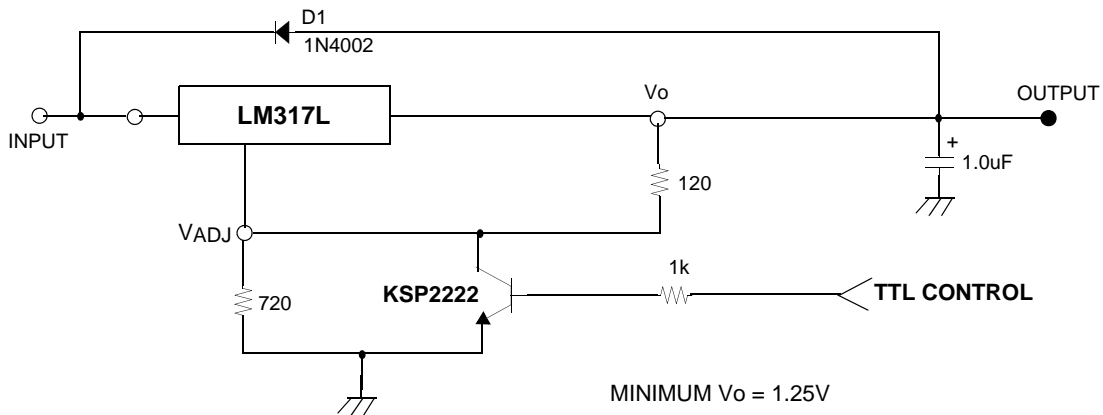 D1
1N4002
LM317L
Vo
OUTPUT
INPUT
+
1.0uF
120
VADJ
1k
720
KSP2222
TTL CONTROL
MINIMUM Vo = 1.25V